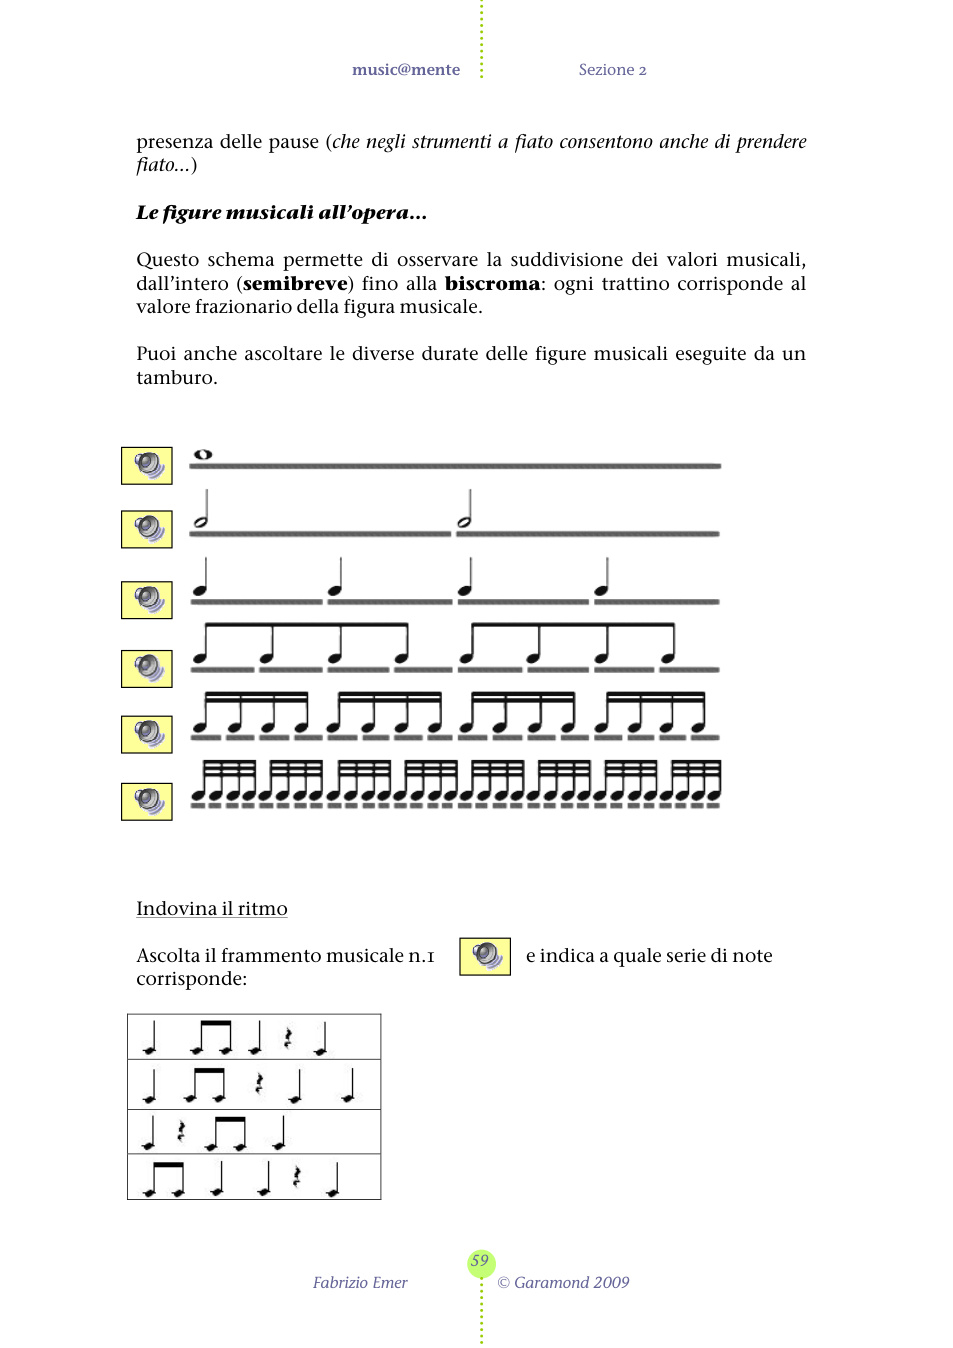 music@mente Sezione 2
presenza delle pause (che negli strumenti a fiato consentono anche di prendere
fiato...)
Le figure musicali all’opera...
Questo schema permette di osservare la suddivisione dei valori musicali,
dall’intero (semibreve) fino alla biscroma: ogni trattino corrisponde al
valore frazionario della figura musicale.
Puoi anche ascoltare le diverse durate delle figure musicali eseguite da un
tamburo.
Indovina il ritmo
Ascolta il frammento musicale n.1 e indica a quale serie di note
corrisponde:
59
Fabrizio Emer © Garamond 2009